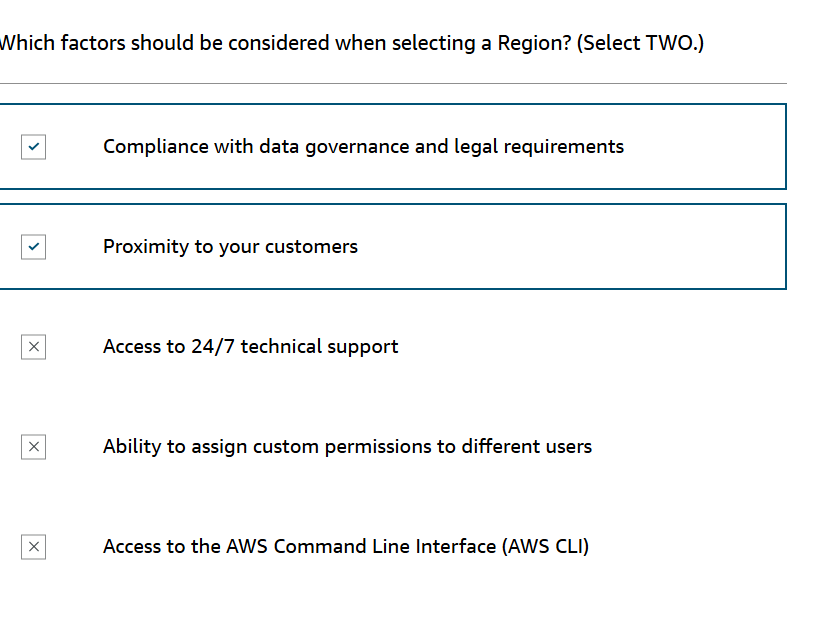 Which factors should be considered when selecting a Region? (Select TWO.)
Compliance with data governance and legal requirements
Proximity to your customers
Access to 24/7 technical support
Ability to assign custom permissions to different users
Access to the AWS Command Line Interface (AWS CLI)